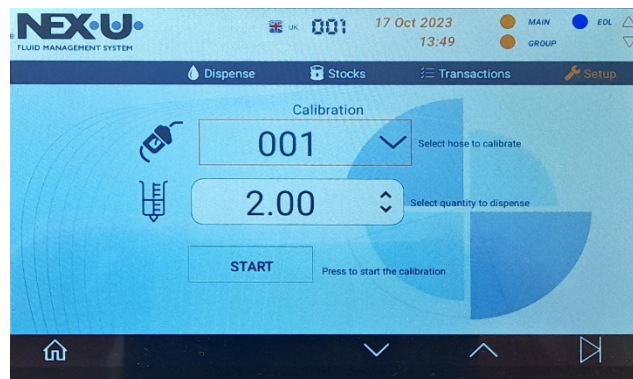 NEX·U·
FLUID MANAGEMENT SYSTEM
UK
001
17 Oct 2023
13:49
MAIN
GROUP
EOL
Dispense
Stocks
Transactions
Setup
Calibration
001
Select hose to calibrate
2.00
Select quantity to dispense
START
Press to start the calibration